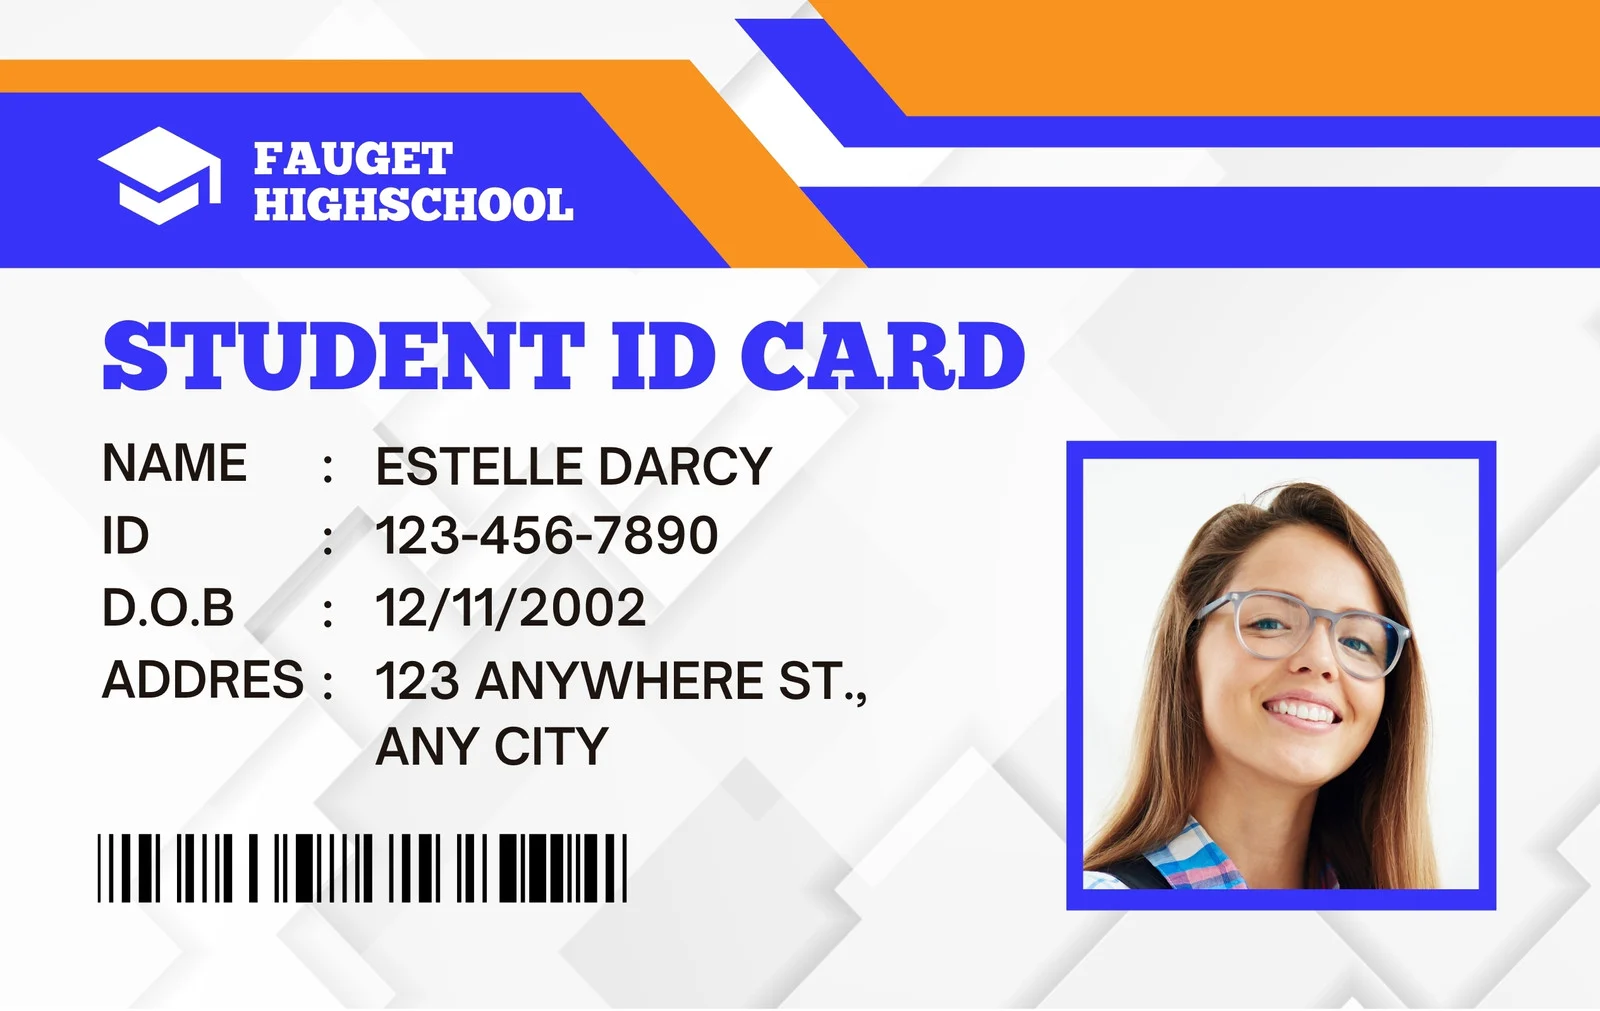 FAUGET
HIGHSCHOOL
STUDENT ID CARD
NAME : ESTELLE DARCY
ID : 123-456-7890
D.O.B : 12/11/2002
ADDRES : 123 ANYWHERE ST.,
ANY CITY